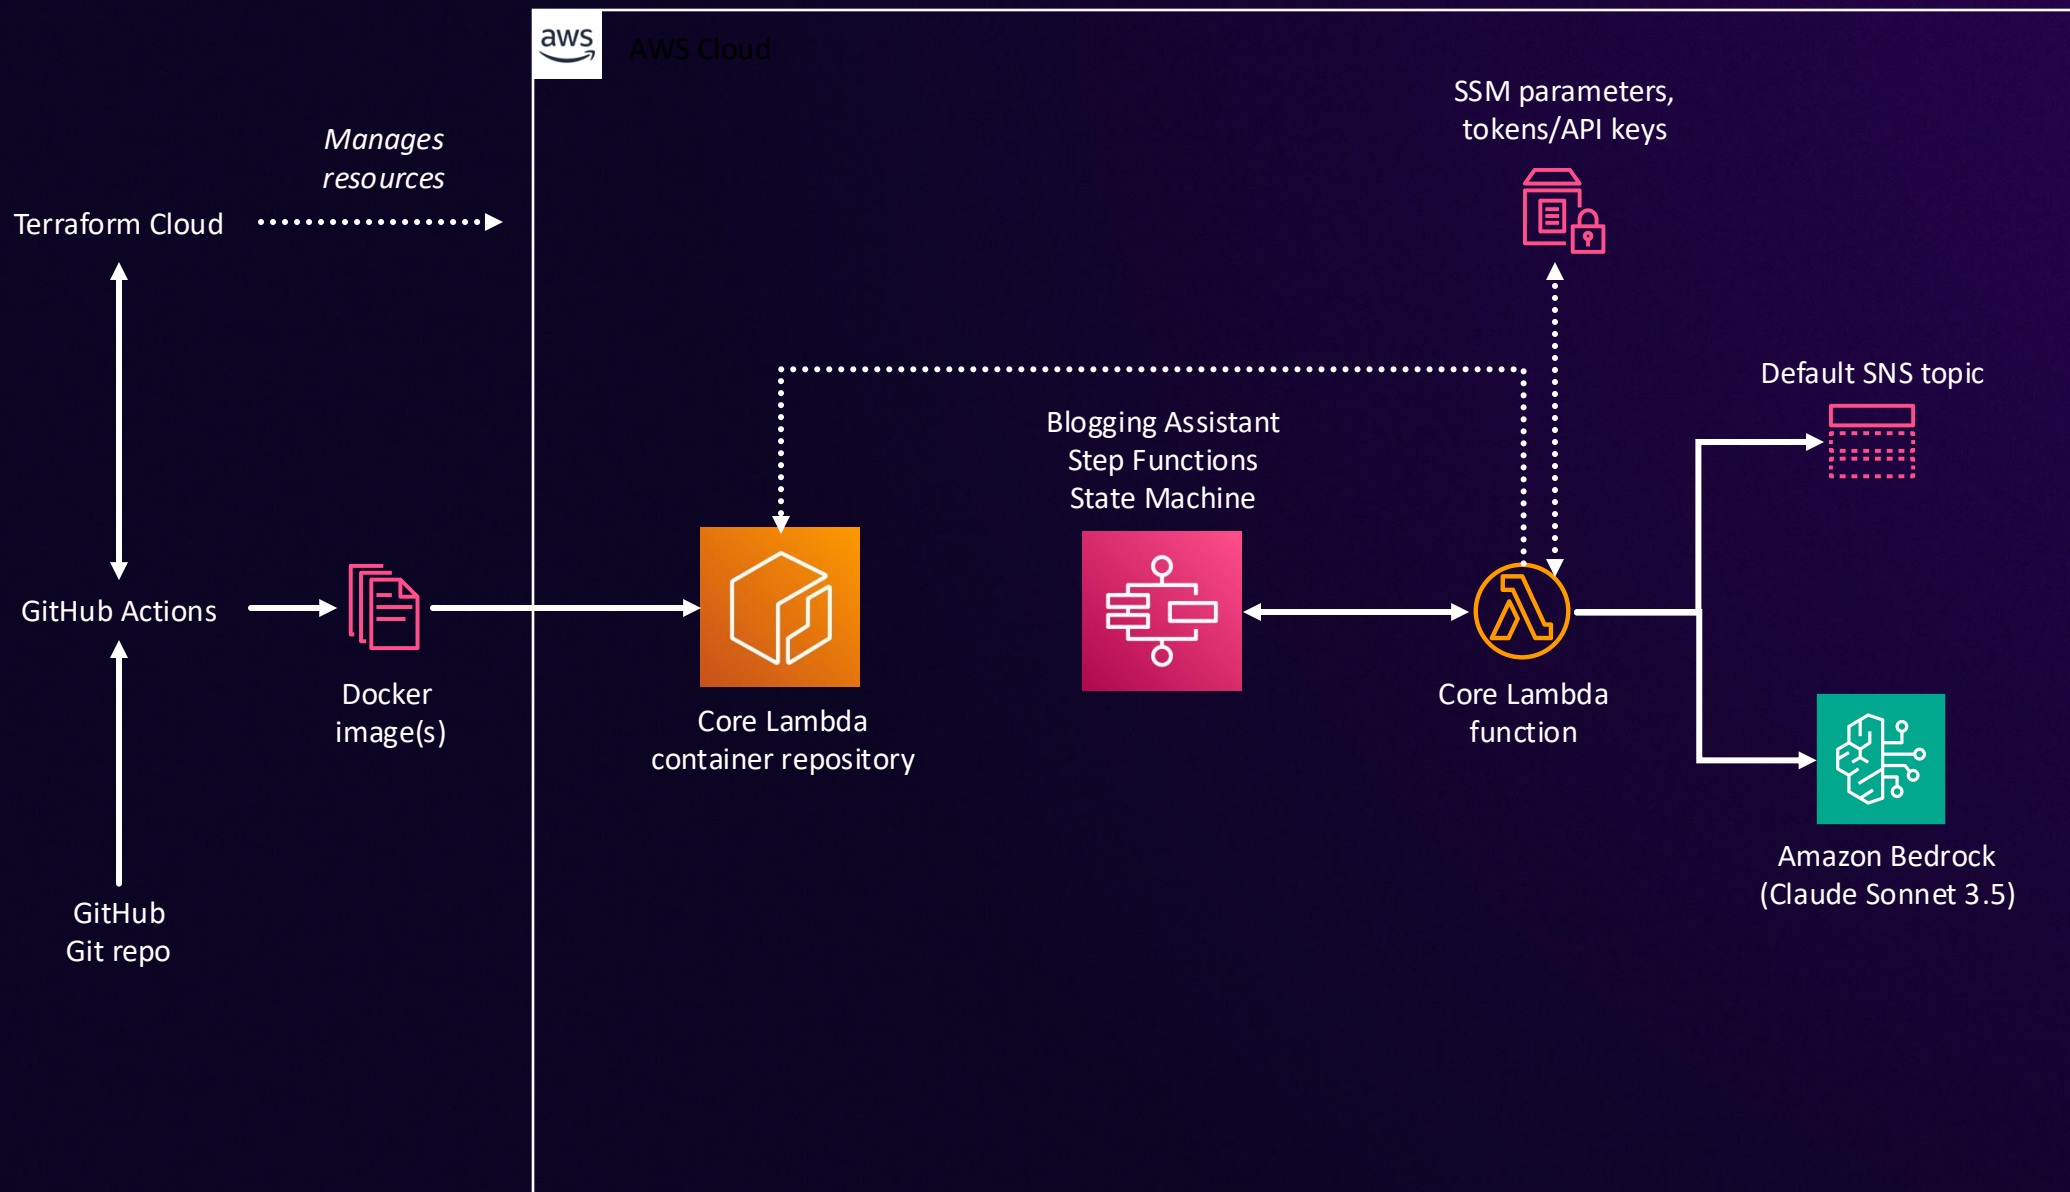 aws
AWS Cloud
SSM parameters,
tokens/API keys
Manages
resources
Terraform Cloud
Default SNS topic
Blogging Assistant
Step Functions
State Machine
GitHub Actions
Docker
image(s)
Core Lambda
container repository
Core Lambda
function
Amazon Bedrock
(Claude Sonnet 3.5)
GitHub
Git repo